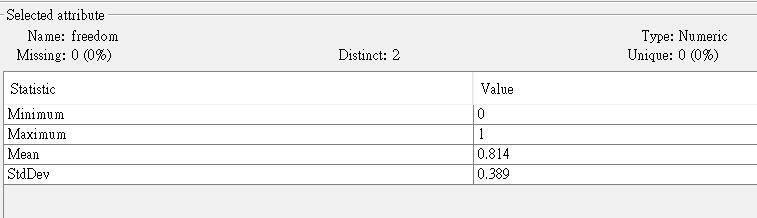 Selected attribute
Name: freedom Type: Numeric
Missing: 0 (0%) Distinct: 2 Unique: 0 (0%)
Statistic Value
Minimum 0
Maximum 1
Mean 0.814
StdDev 0.389